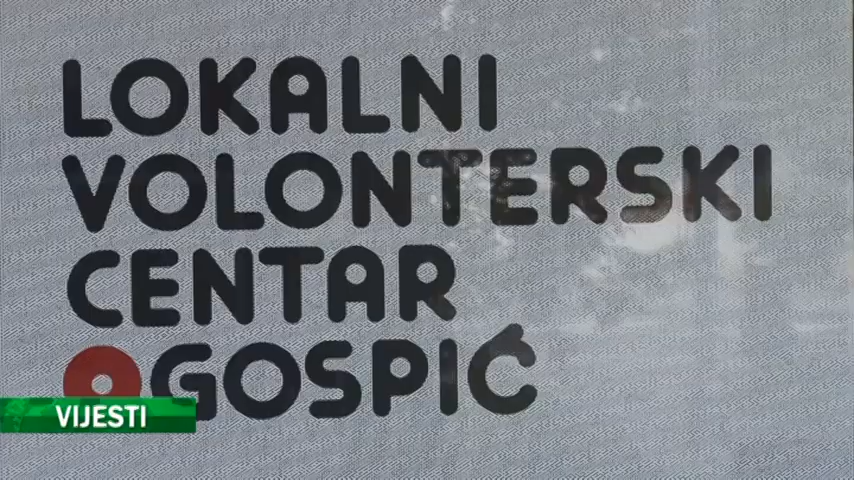 LOKALNI
VOLONTERSKI
CENTAR
GOSPIĆ
VIJESTI